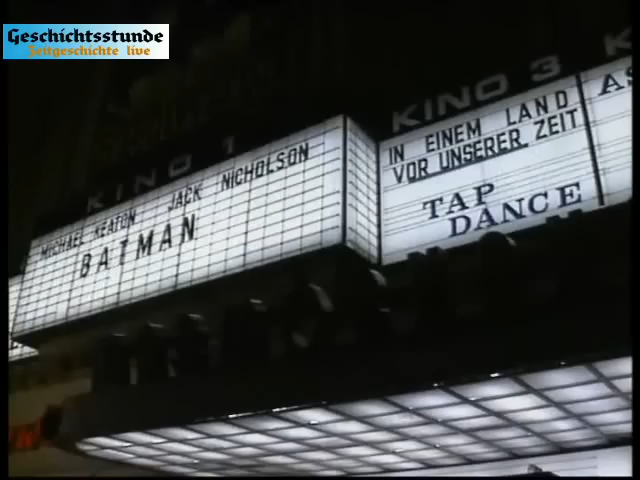 Geschichtsstunde
Zeitgeschichte live
KINO 1
MICHAEL KEATON JACK NICHOLSON
BATMAN
KINO 3
IN EINEM LAND
VOR UNSERER ZEIT
TAP
DANCE
K
AS